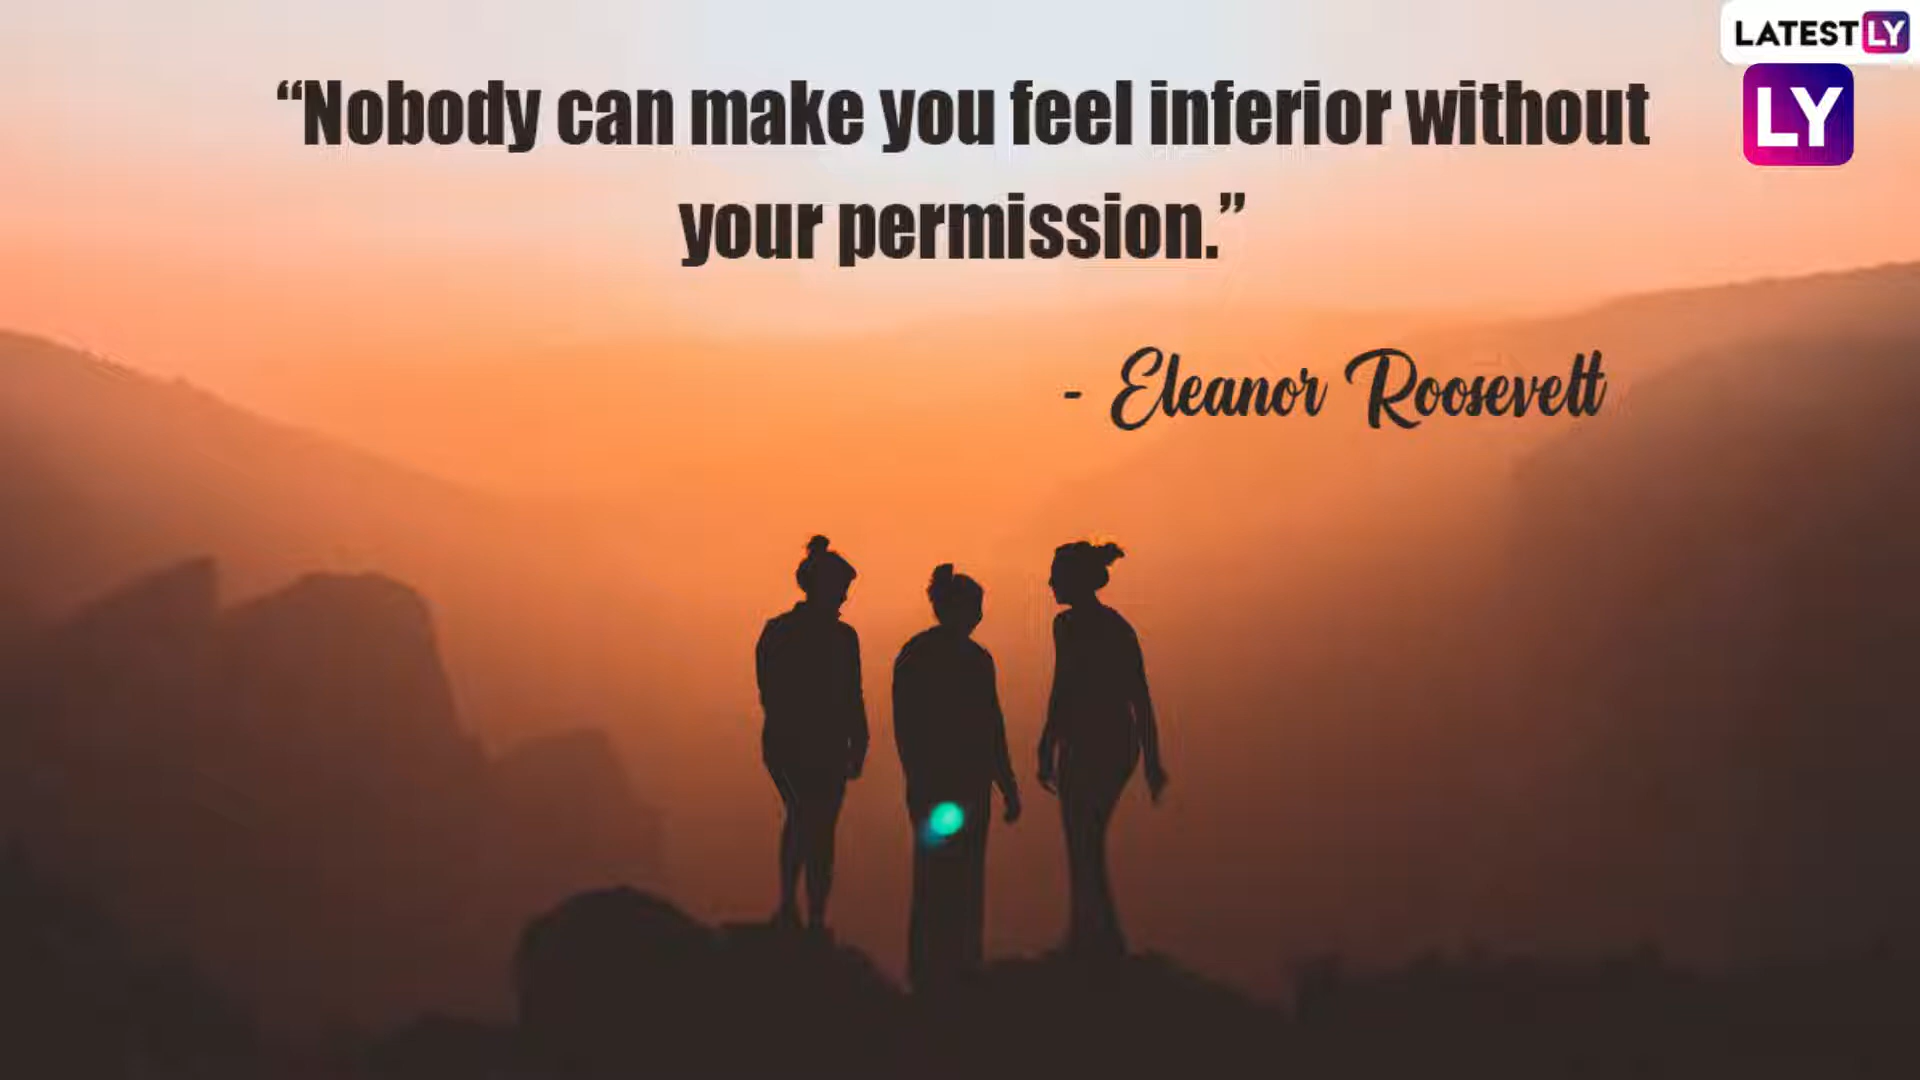 LATESTLY
LY
“Nobody can make you feel inferior without
your permission.”
- Eleanor Roosevelt